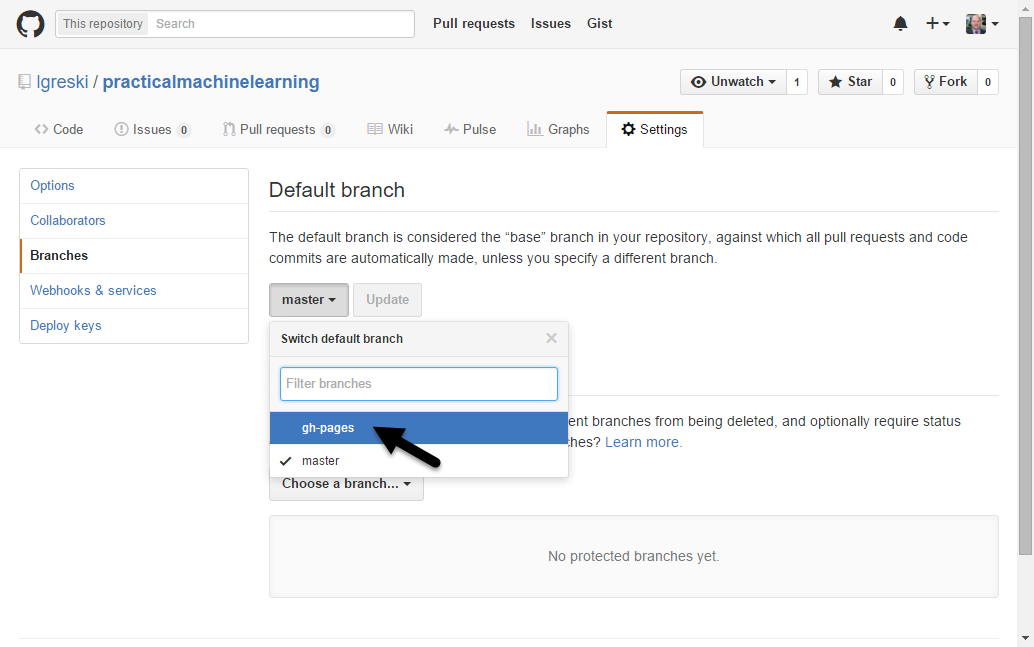 This repository Search Pull requests Issues Gist
lgreski / practicalmachinelearning Unwatch 1 Star 0 Fork 0
Code Issues 0 Pull requests 0 Wiki Pulse Graphs Settings
Options
Collaborators
Branches
Webhooks & services
Deploy keys
Default branch
The default branch is considered the “base” branch in your repository, against which all pull requests and code
commits are automatically made, unless you specify a different branch.
master Update
Switch default branch
Filter branches
gh-pages
master
ent branches from being deleted, and optionally require status
ches? Learn more.
Choose a branch...
No protected branches yet.